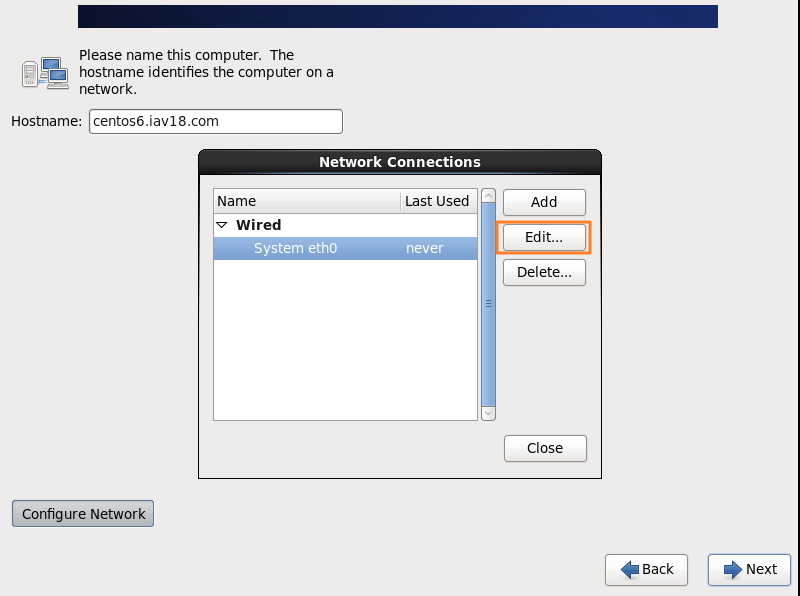 Please name this computer.  The
hostname identifies the computer on a
network.
Hostname: centos6.iav18.com
Network Connections
Name Last Used
Wired
System eth0 never
Add
Edit...
Delete...
Close
Configure Network
Back Next